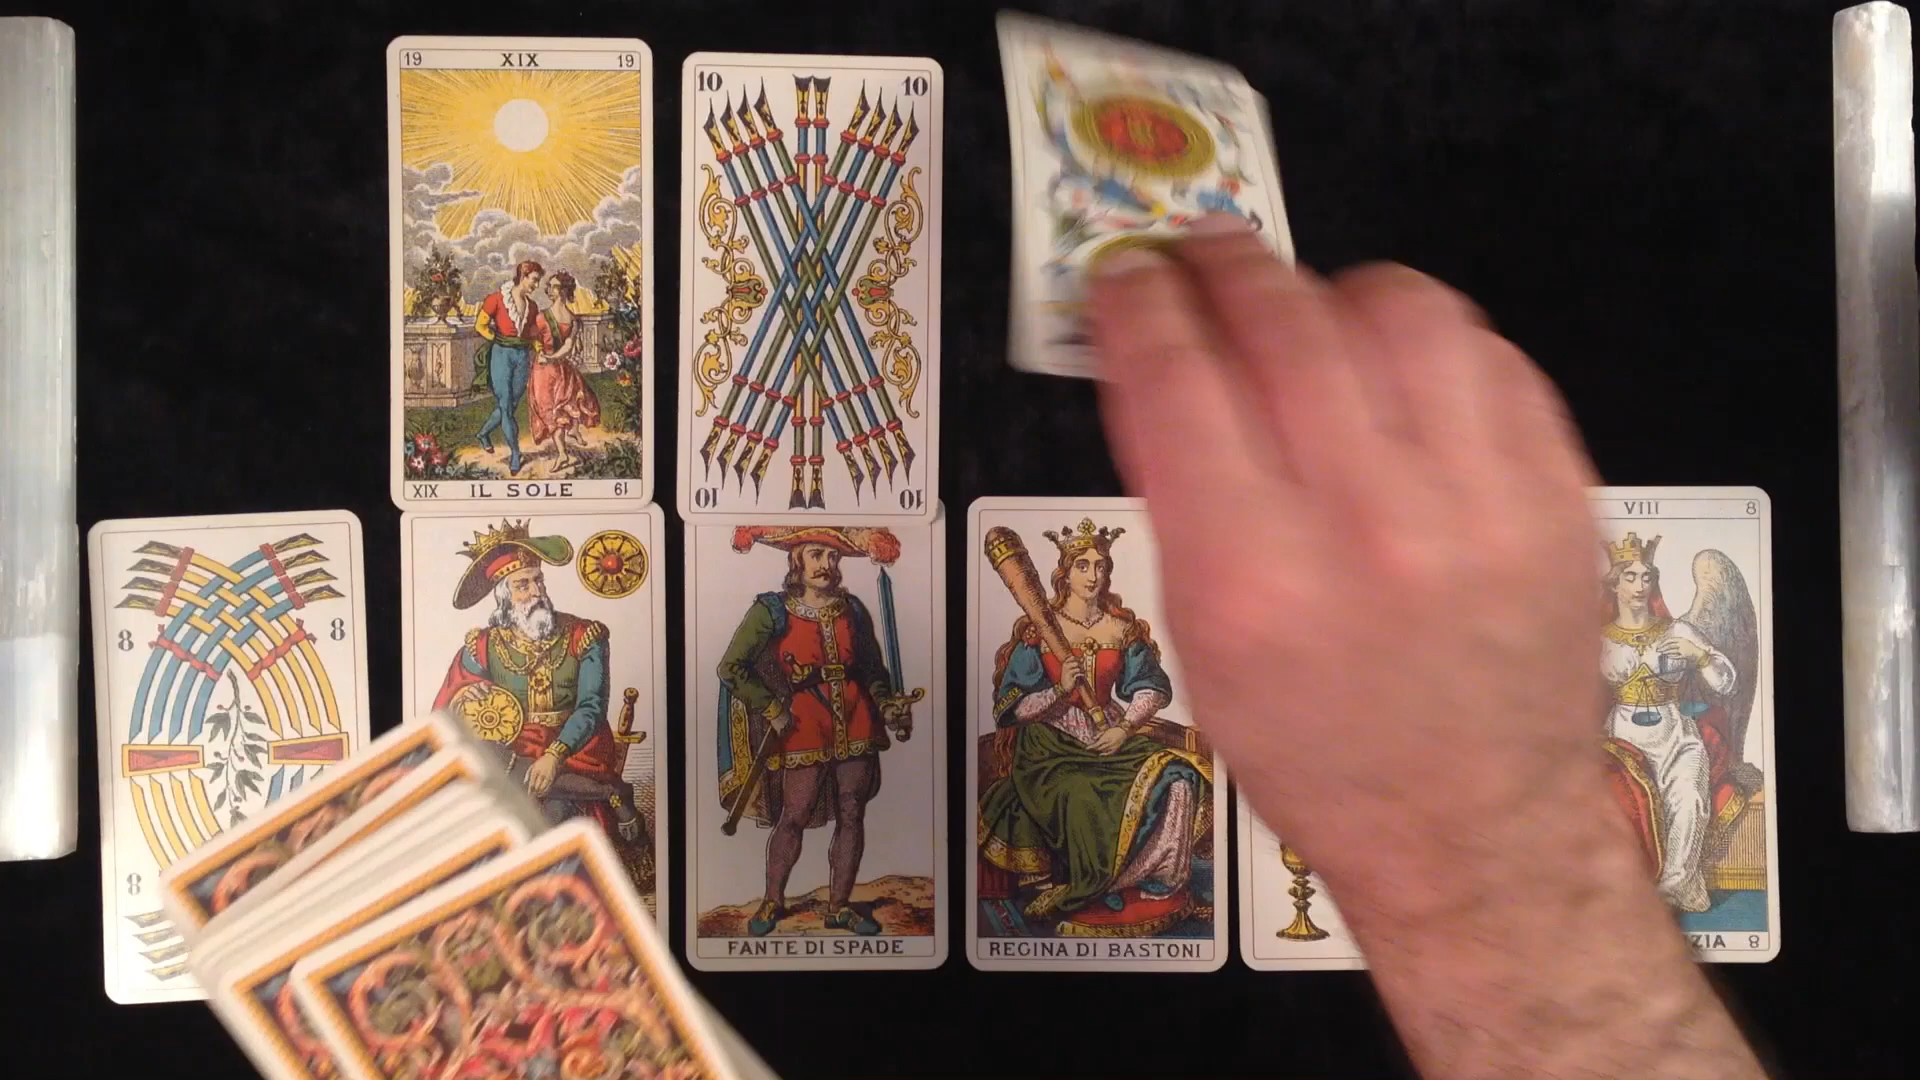 19 XIX 19
XIX IL SOLE 19
10 10
10 10
8 8
8
FANTE DI SPADE
REGINA DI BASTONI
VIII 8
ZIA 8